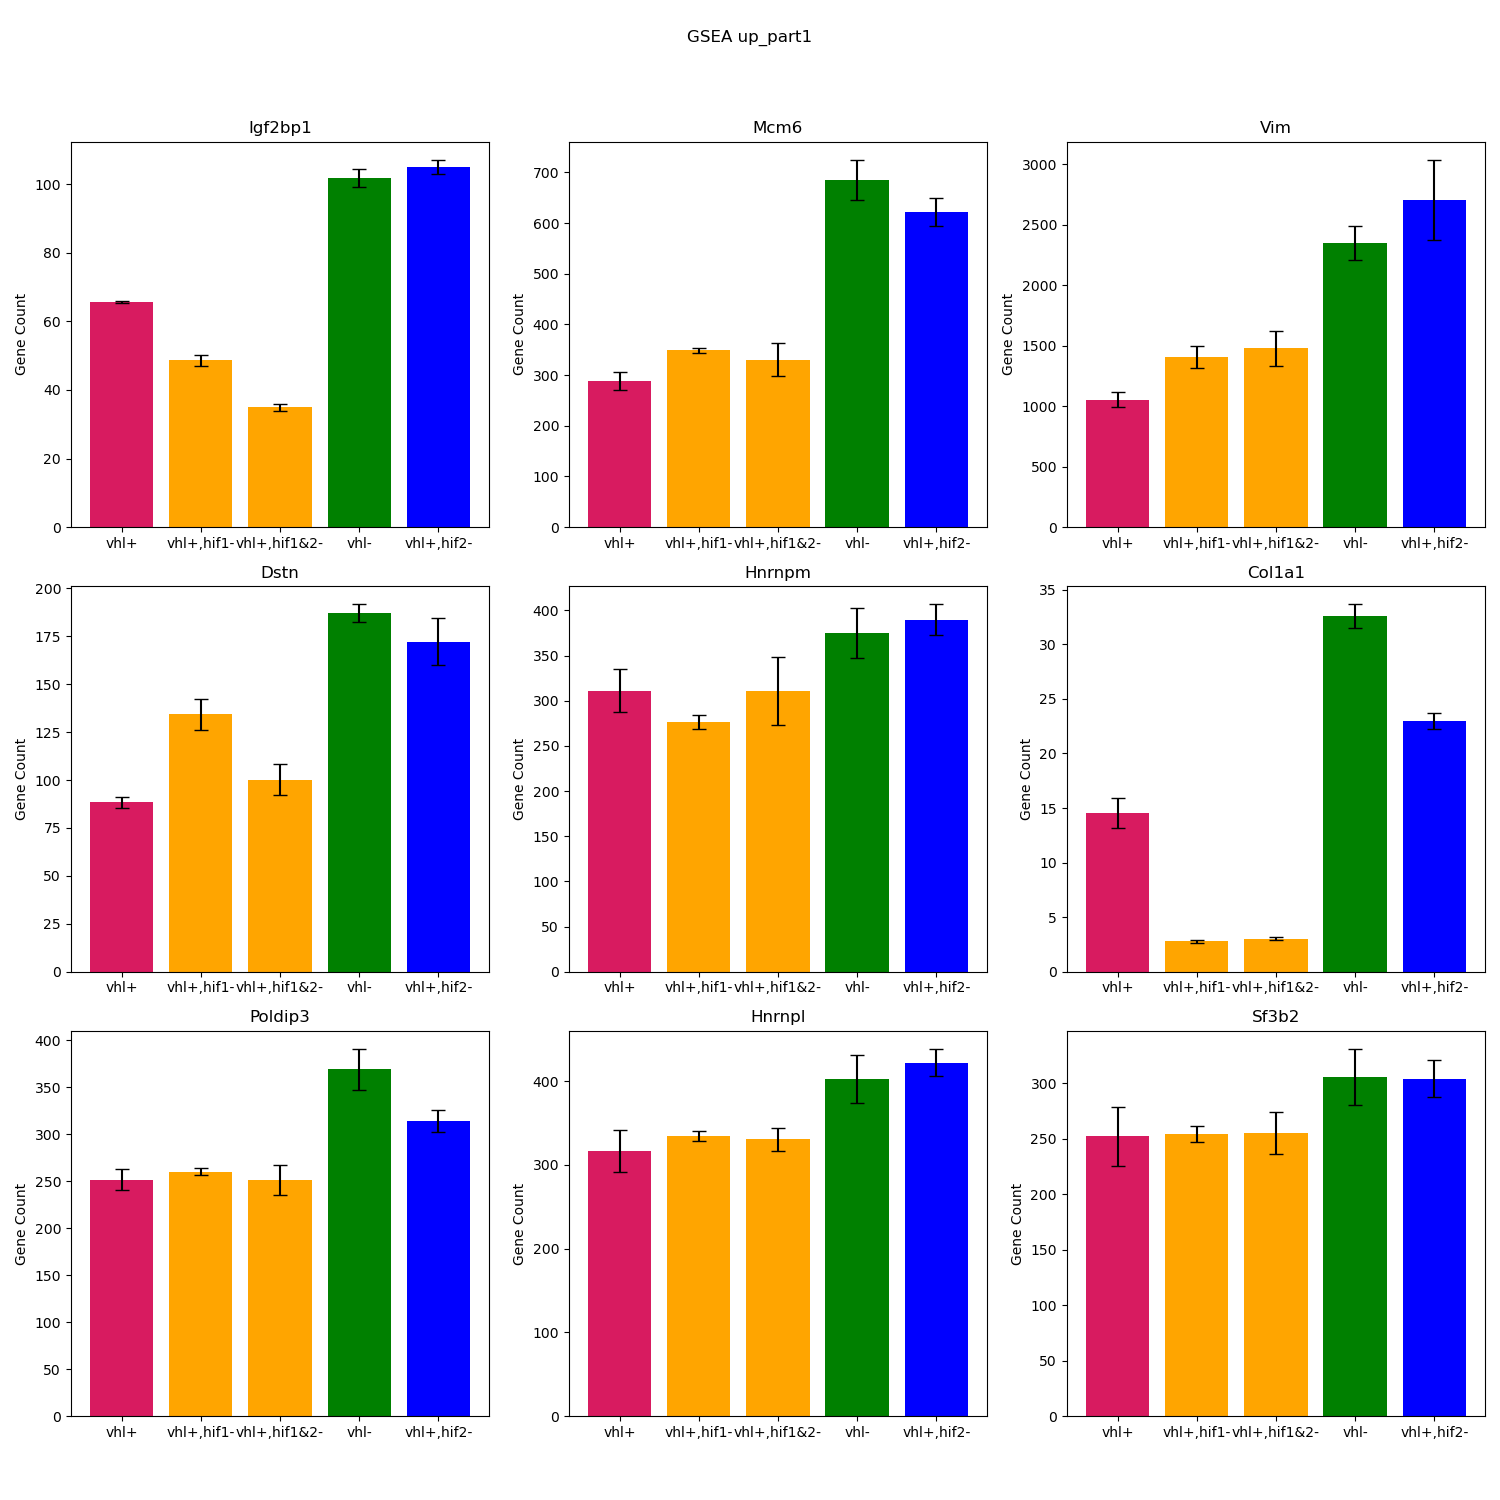 GSEA up_part1
Igf2bp1
Gene Count
0
20
40
60
80
100
vhl+ vhl+,hif1- vhl+,hif1&2- vhl- vhl+,hif2-
Mcm6
Gene Count
0
100
200
300
400
500
600
700
vhl+ vhl+,hif1- vhl+,hif1&2- vhl- vhl+,hif2-
Vim
Gene Count
0
500
1000
1500
2000
2500
3000
vhl+ vhl+,hif1- vhl+,hif1&2- vhl- vhl+,hif2-
Dstn
Gene Count
0
25
50
75
100
125
150
175
200
vhl+ vhl+,hif1- vhl+,hif1&2- vhl- vhl+,hif2-
Hnrnpm
Gene Count
0
50
100
150
200
250
300
350
400
vhl+ vhl+,hif1- vhl+,hif1&2- vhl- vhl+,hif2-
Col1a1
Gene Count
0
5
10
15
20
25
30
35
vhl+ vhl+,hif1- vhl+,hif1&2- vhl- vhl+,hif2-
Poldip3
Gene Count
0
50
100
150
200
250
300
350
400
vhl+ vhl+,hif1- vhl+,hif1&2- vhl- vhl+,hif2-
Hnrnpl
Gene Count
0
100
200
300
400
vhl+ vhl+,hif1- vhl+,hif1&2- vhl- vhl+,hif2-
Sf3b2
Gene Count
0
50
100
150
200
250
300
vhl+ vhl+,hif1- vhl+,hif1&2- vhl- vhl+,hif2-